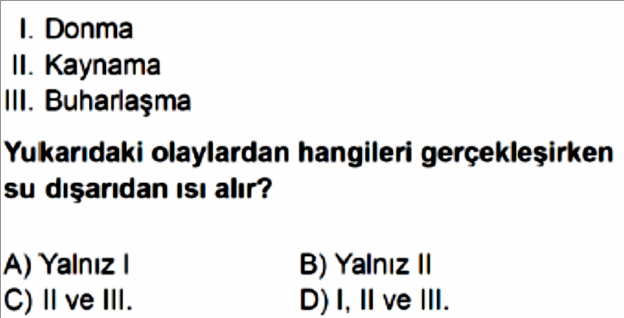 I. Donma
II. Kaynama
III. Buharlaşma
Yukarıdaki olaylardan hangileri gerçekleşirken
su dışarıdan ısı alır?
A) Yalnız I B) Yalnız II
C) II ve III. D) I, II ve III.